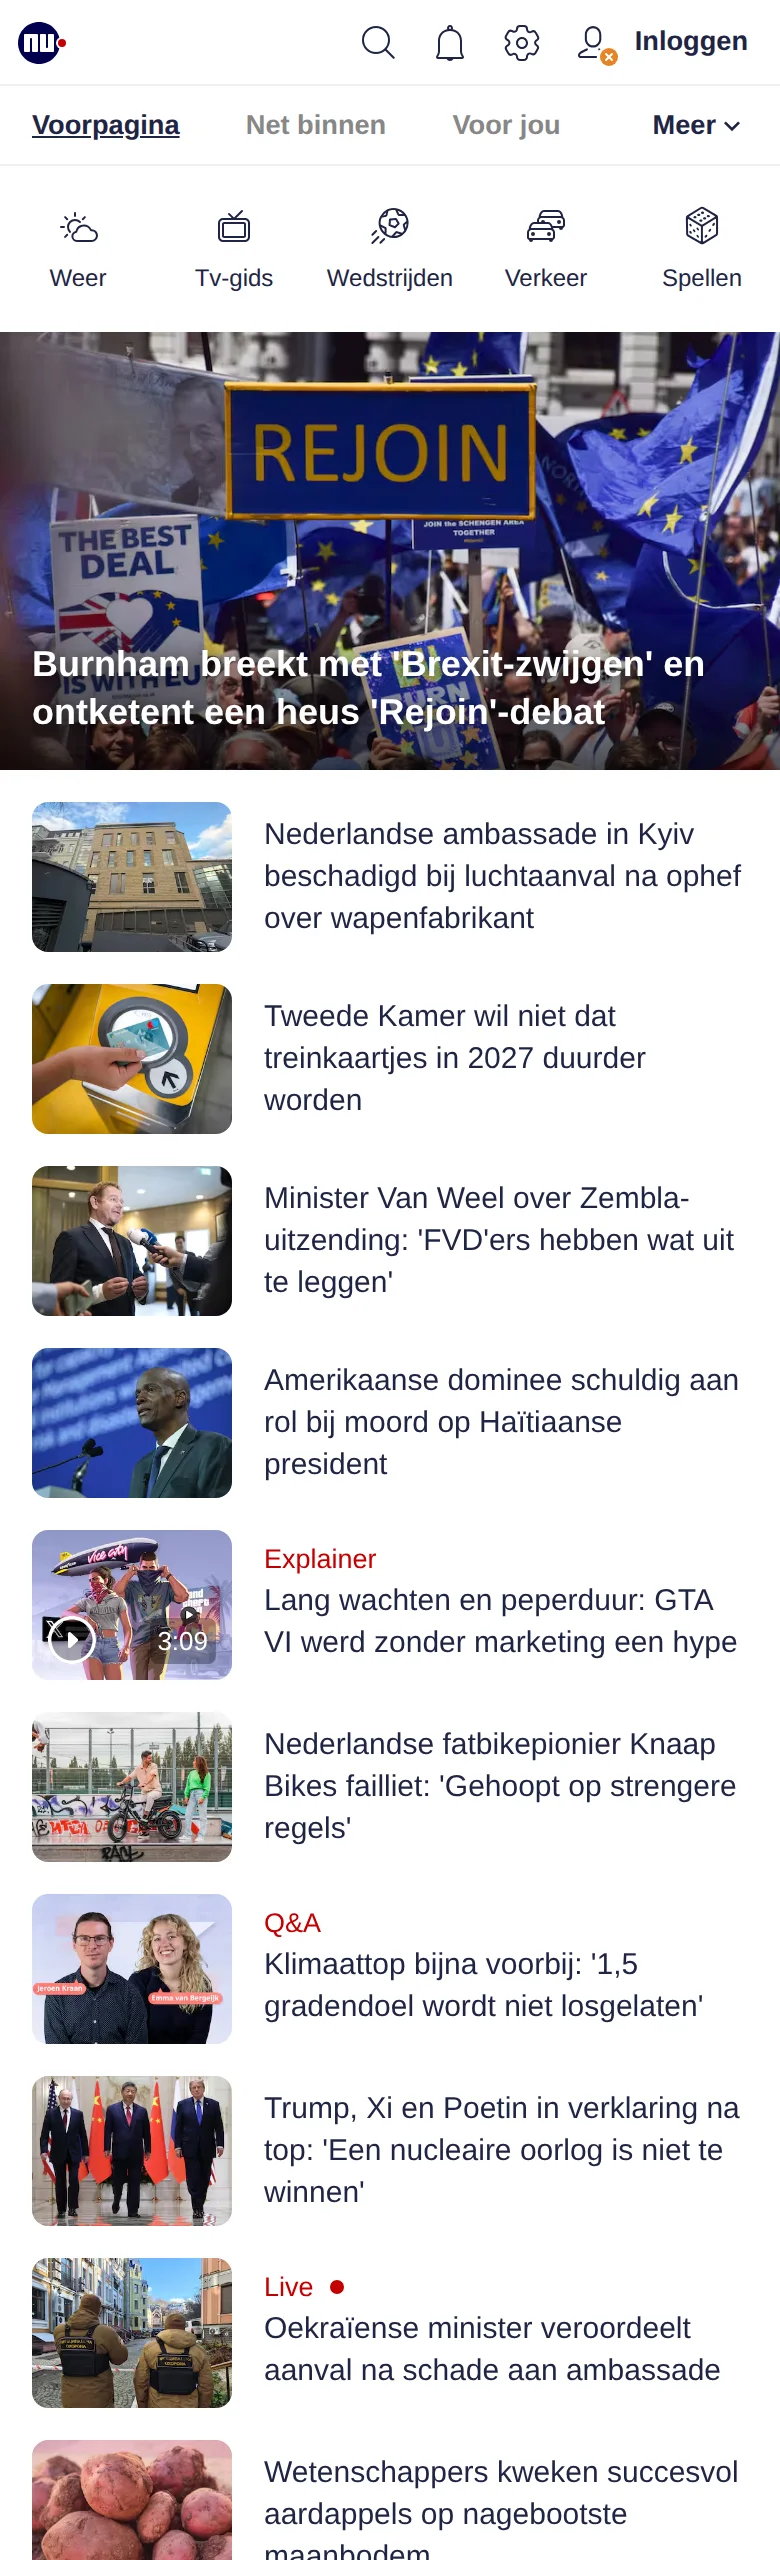 nu
Inloggen
Voorpagina
Net binnen
Voor jou
Meer
Weer
Tv-gids
Wedstrijden
Verkeer
Spellen
REJOIN
NORTH
JOIN the SCHENGEN AREA
TOGETHER
THE BEST
DEAL
IS WITH EU
Burnham breekt met 'Brexit-zwijgen' en
ontketent een heus 'Rejoin'-debat
Nederlandse ambassade in Kyiv
beschadigd bij luchtaanval na ophef
over wapenfabrikant
Tweede Kamer wil niet dat
treinkaartjes in 2027 duurder
worden
Minister Van Weel over Zembla-
uitzending: 'FVD'ers hebben wat uit
te leggen'
Amerikaanse dominee schuldig aan
rol bij moord op Haïtiaanse
president
Vice City
3:09
Explainer
Lang wachten en peperduur: GTA
VI werd zonder marketing een hype
Nederlandse fatbikepionier Knaap
Bikes failliet: 'Gehoopt op strengere
regels'
Jeroen Kraan
Emma van Bergeijk
Q&A
Klimaattop bijna voorbij: '1,5
gradendoel wordt niet losgelaten'
Trump, Xi en Poetin in verklaring na
top: 'Een nucleaire oorlog is niet te
winnen'
Live
Oekraïense minister veroordeelt
aanval na schade aan ambassade
Wetenschappers kweken succesvol
aardappels op nagebootste
maanbodem